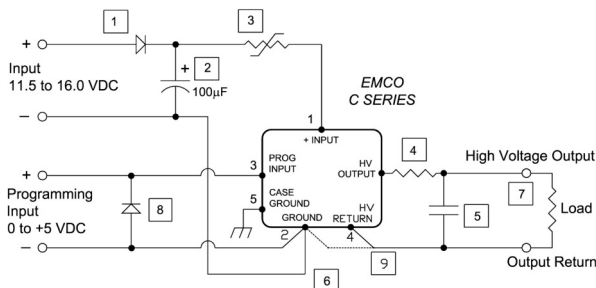 1
3
+
Input
11.5 to 16.0 VDC
−
+
2
100µF
EMCO
C SERIES
1
+ INPUT
+
3
PROG
INPUT
HV
OUTPUT
4
High Voltage Output
Programming
Input
0 to +5 VDC
−
8
5
CASE
GROUND
GROUND
HV
RETURN
5
7
Load
2
4
6
9
Output Return